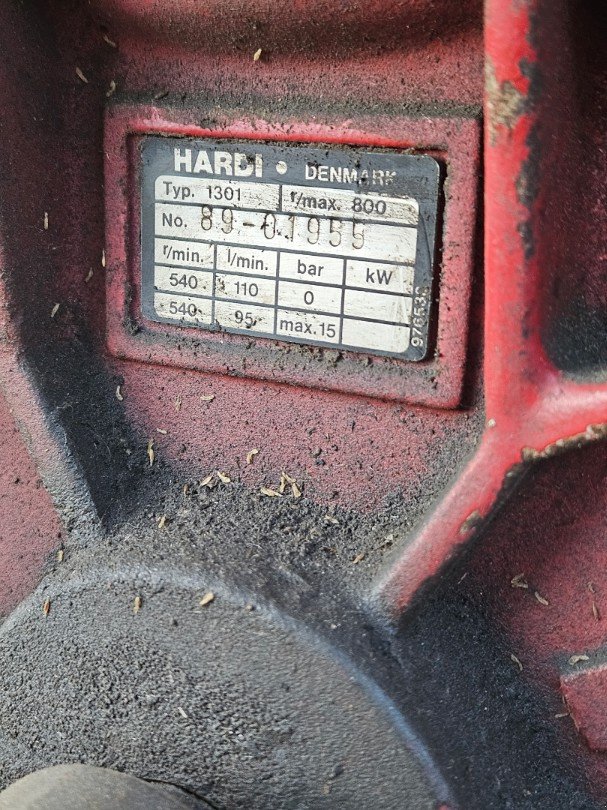 HARDI • DENMARK
Typ. 1301 r/max. 800
No. 89-01955
r/min. l/min. bar kW
540 110 0
540 95 max.15